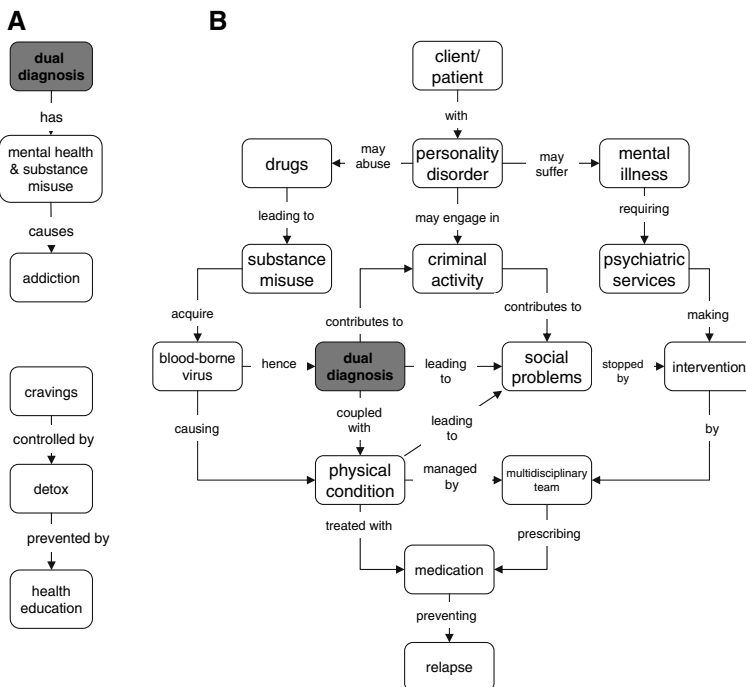 A
dual
diagnosis
has
mental health
& substance
misuse
causes
addiction
cravings
controlled by
detox
prevented by
health
education
B
client/
patient
with
drugs
may
abuse
personality
disorder
may
suffer
mental
illness
leading to
may engage in
requiring
substance
misuse
criminal
activity
psychiatric
services
acquire
contributes to
contributes to
making
blood-borne
virus
hence
dual
diagnosis
leading
to
social
problems
stopped
by
intervention
causing
coupled
with
leading
to
by
physical
condition
managed
by
multidisciplinary
team
treated with
prescribing
medication
preventing
relapse